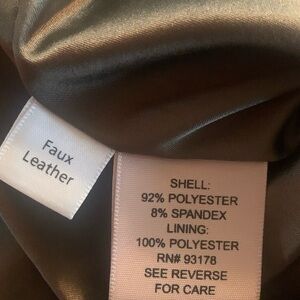 Faux
Leather
SHELL:
92% POLYESTER
8% SPANDEX
LINING:
100% POLYESTER
RN# 93178
SEE REVERSE
FOR CARE